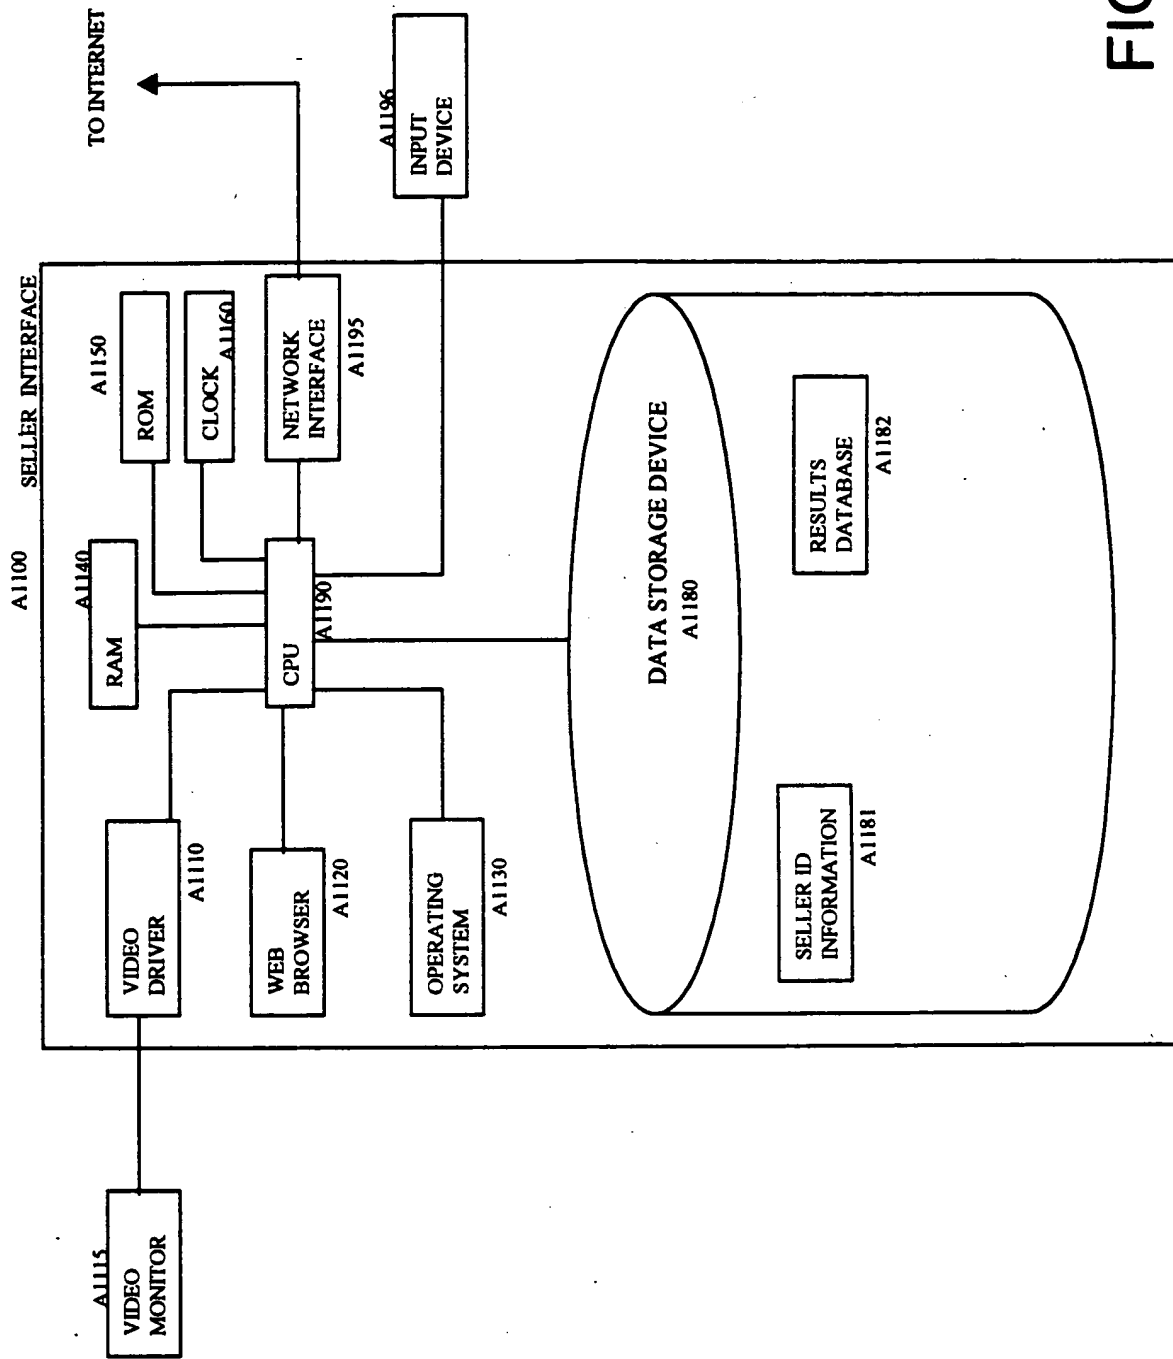 A1100
SELLER INTERFACE
TO INTERNET
A1115
VIDEO
MONITOR
VIDEO
DRIVER
A1110
RAM
A1140
ROM
A1150
CLOCK
A1160
WEB
BROWSER
A1120
CPU
A1190
NETWORK
INTERFACE
A1195
A1196
INPUT
DEVICE
OPERATING
SYSTEM
A1130
DATA STORAGE DEVICE
A1180
SELLER ID
INFORMATION
A1181
RESULTS
DATABASE
A1182
FIG